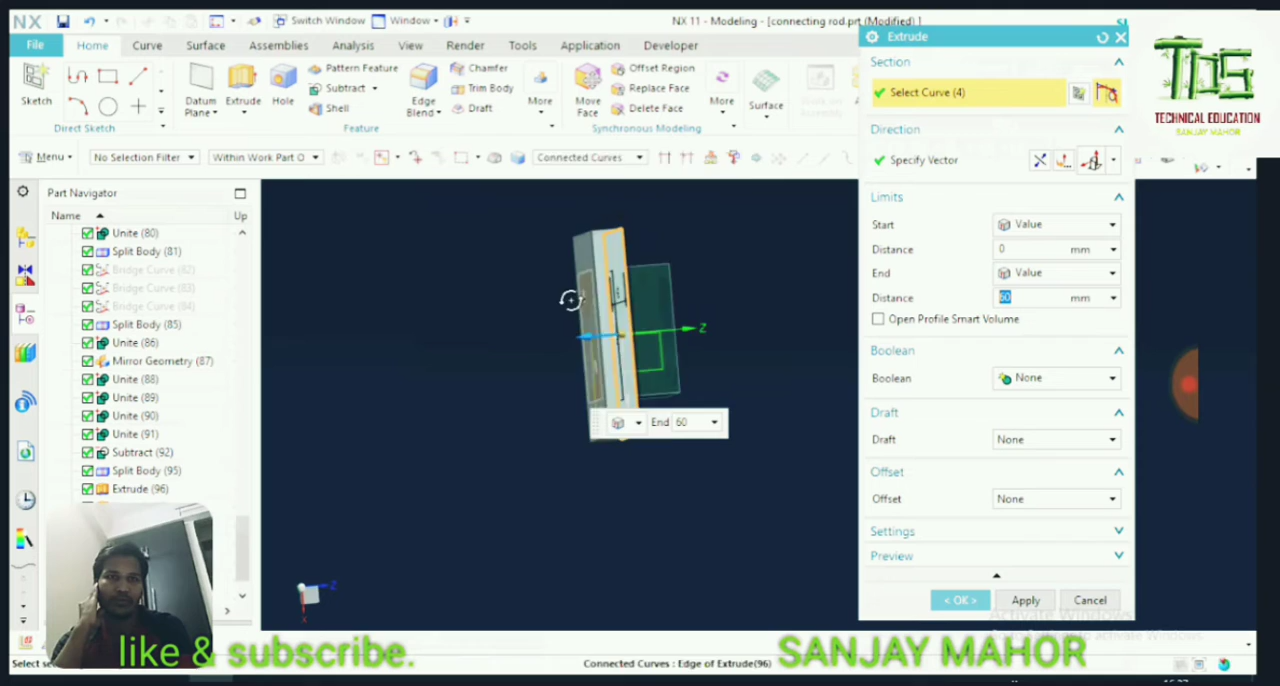 NX
Switch Window
Window
NX 11 - Modeling - [connecting rod.prt (Modified) ]
File
Home
Curve
Surface
Assemblies
Analysis
View
Render
Tools
Application
Developer
Sketch
Direct Sketch
Datum
Plane
Extrude
Hole
Pattern Feature
Subtract
Shell
Feature
Edge
Blend
Chamfer
Trim Body
Draft
More
Move
Face
Offset Region
Replace Face
Delete Face
Synchronous Modeling
More
Surface
Menu
No Selection Filter
Within Work Part O
Connected Curves
Part Navigator
Name
Up
Unite (80)
Split Body (81)
Bridge Curve (82)
Bridge Curve (83)
Bridge Curve (84)
Split Body (85)
Unite (86)
Mirror Geometry (87)
Unite (88)
Unite (89)
Unite (90)
Unite (91)
Subtract (92)
Split Body (95)
Extrude (96)
Z
End 60
Z
Extrude
Section
Select Curve (4)
Direction
Specify Vector
Limits
Start
Value
Distance
0
mm
End
Value
Distance
60
mm
Open Profile Smart Volume
Boolean
Boolean
None
Draft
Draft
None
Offset
Offset
None
Settings
Preview
< OK >
Apply
Cancel
Activate Windows
TECHNICAL EDUCATION
SANJAY MAHOR
like & subscribe.
SANJAY MAHOR
Connected Curves : Edge of Extrude(96)